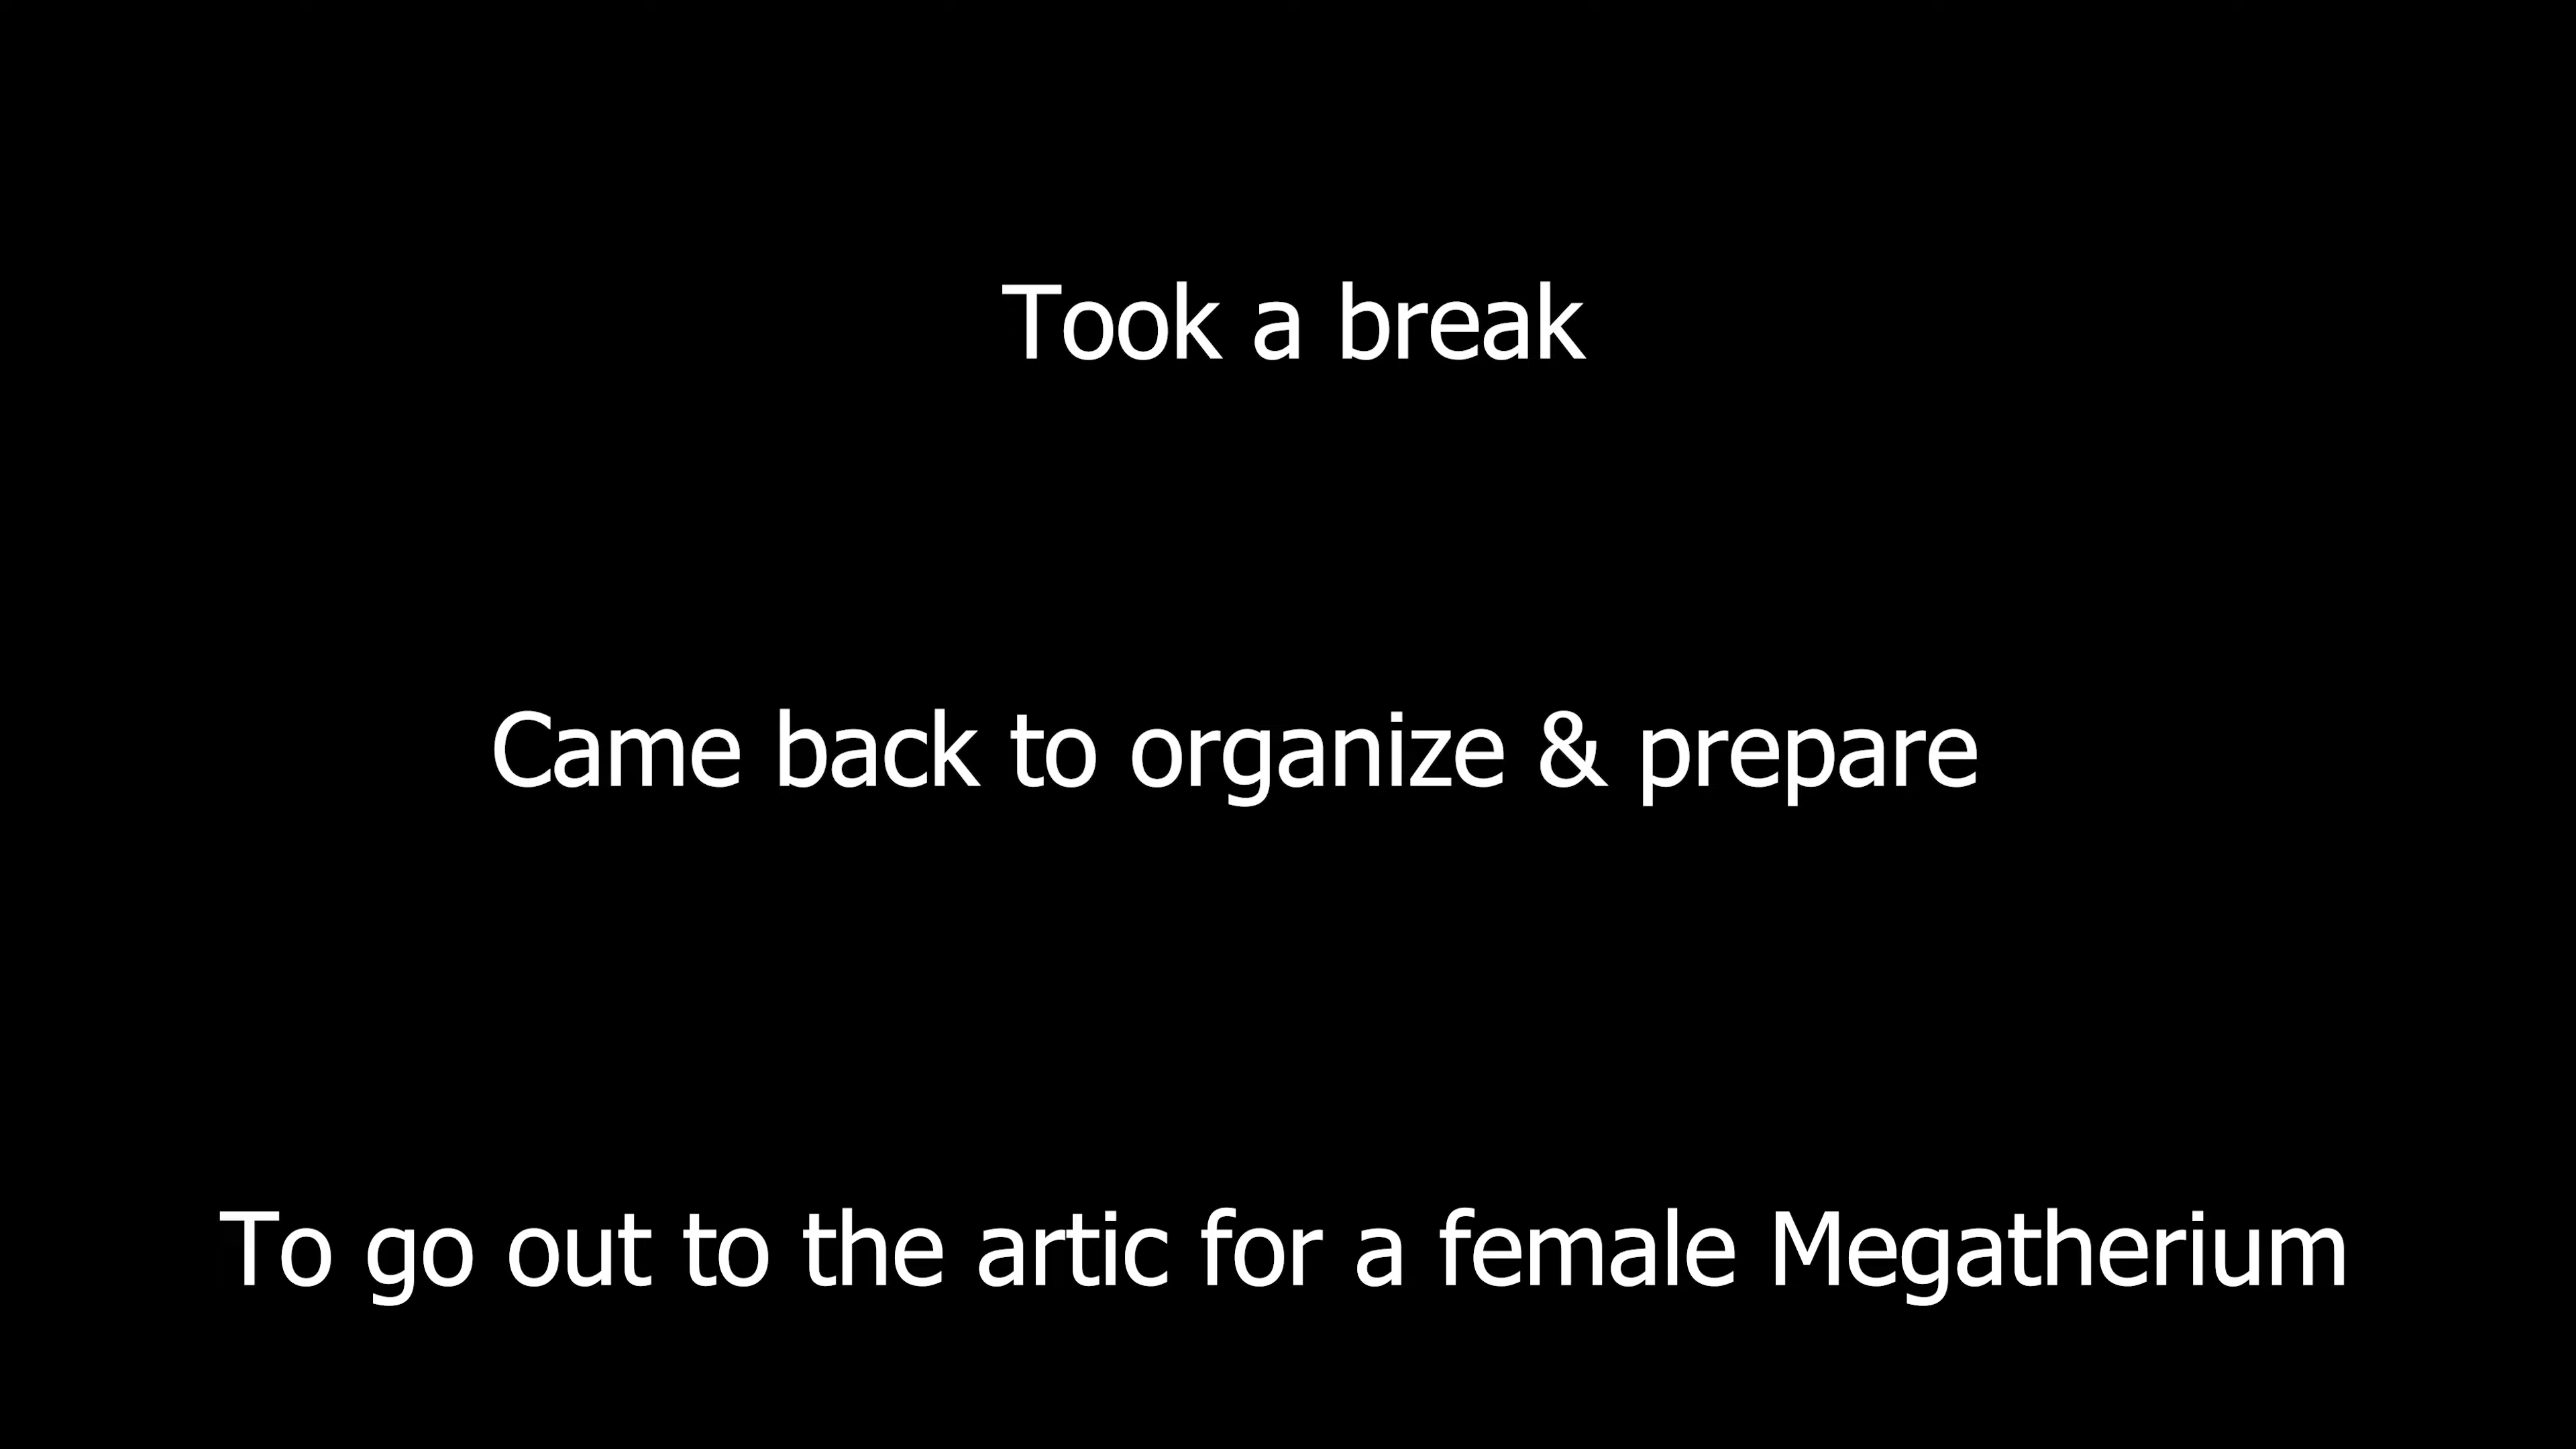 Took a break
Came back to organize & prepare
To go out to the artic for a female Megatherium